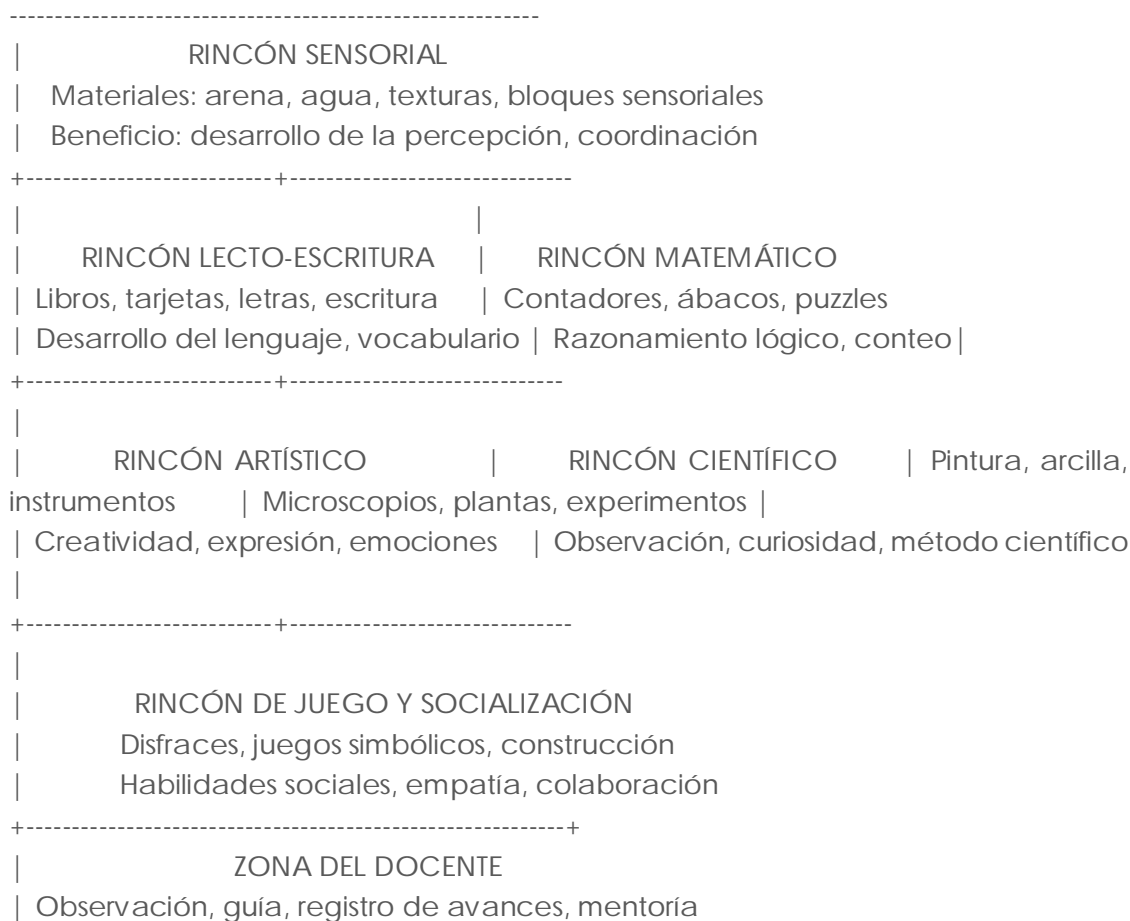 -----------------------------------------------------------
| RINCÓN SENSORIAL
| Materiales: arena, agua, texturas, bloques sensoriales
| Beneficio: desarrollo de la percepción, coordinación
+---------------------------+-------------------------------
| |
| RINCÓN LECTO-ESCRITURA | RINCÓN MATEMÁTICO
| Libros, tarjetas, letras, escritura | Contadores, ábacos, puzzles
| Desarrollo del lenguaje, vocabulario | Razonamiento lógico, conteo|
+---------------------------+------------------------------
|
| RINCÓN ARTÍSTICO | RINCÓN CIENTÍFICO | Pintura, arcilla,
instrumentos | Microscopios, plantas, experimentos |
| Creatividad, expresión, emociones | Observación, curiosidad, método científico
|
+---------------------------+-------------------------------
|
| RINCÓN DE JUEGO Y SOCIALIZACIÓN
| Disfraces, juegos simbólicos, construcción
| Habilidades sociales, empatía, colaboración
+-----------------------------------------------------------+
| ZONA DEL DOCENTE
| Observación, guía, registro de avances, mentoría